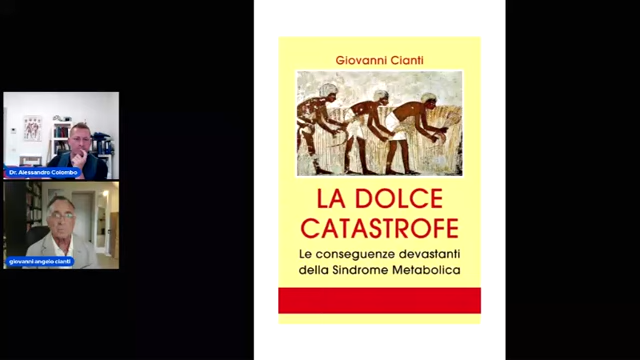 Giovanni Cianti
LA DOLCE
CATASTROFE
Le conseguenze devastanti
della Sindrome Metabolica
Dr. Alessandro Colombo
giovanni angelo cianti